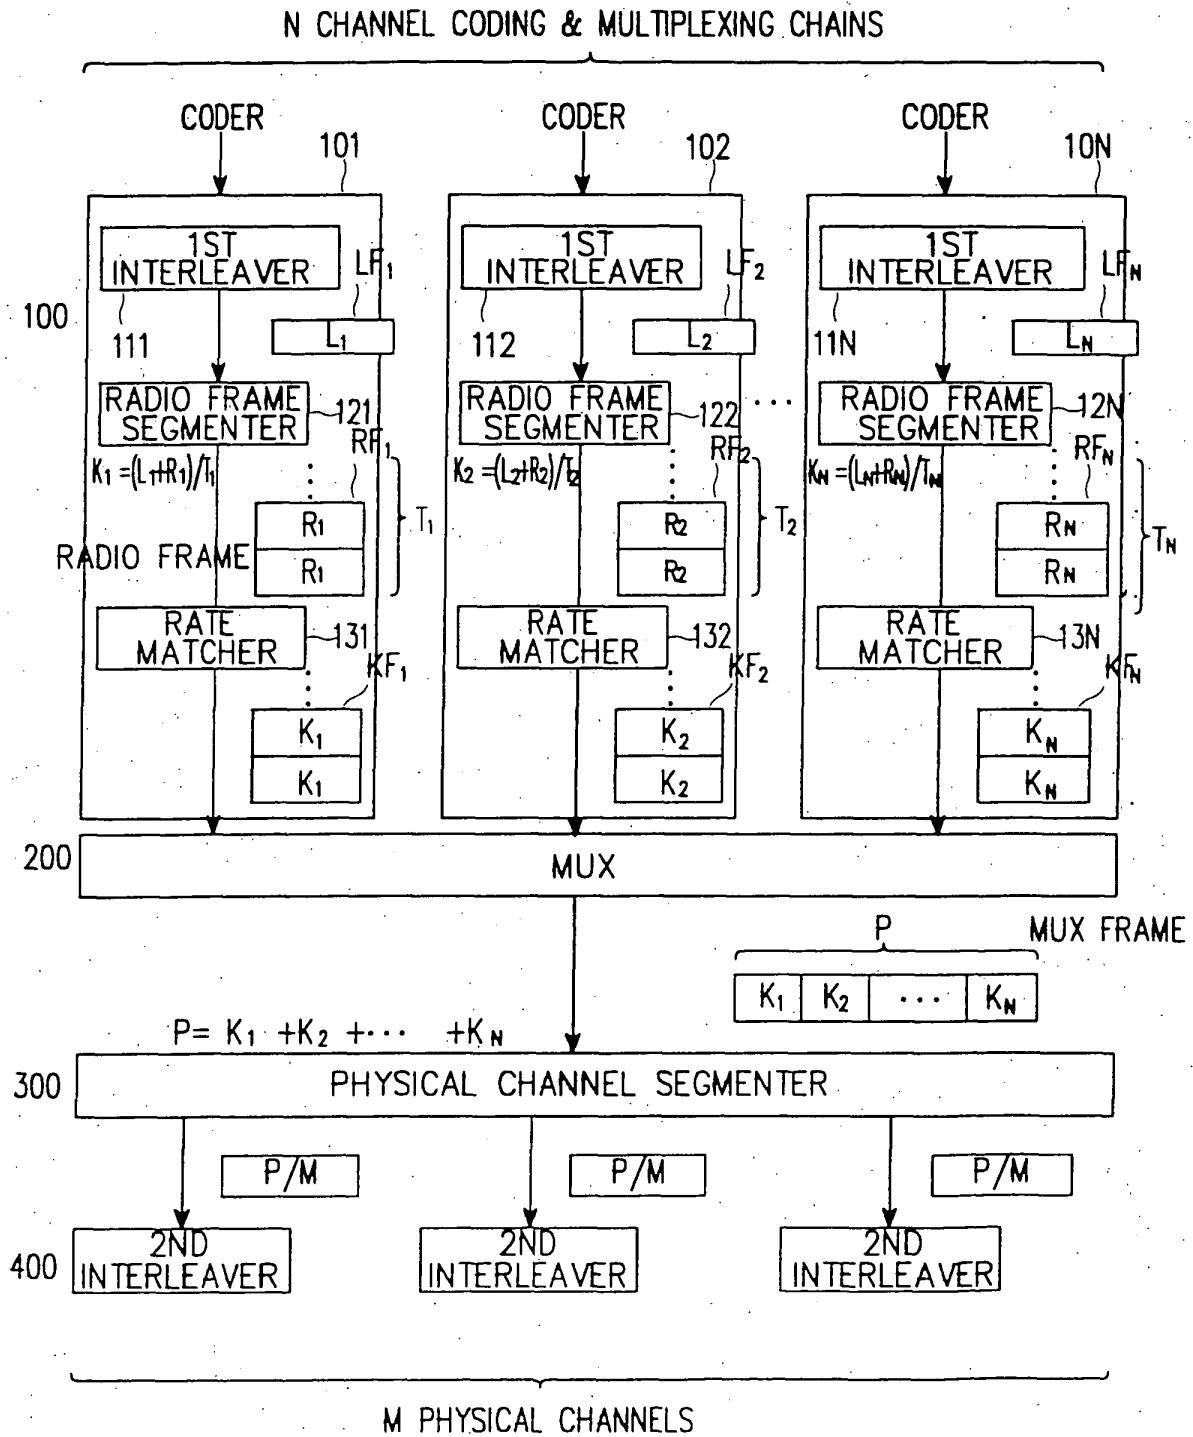 N CHANNEL CODING & MULTIPLEXING CHAINS
CODER CODER CODER
101 102 10N
1ST INTERLEAVER 1ST INTERLEAVER 1ST INTERLEAVER
LF1 LF2 LFN
100
111 L1 112 L2 11N LN
RADIO FRAME SEGMENTER 121 RADIO FRAME SEGMENTER 122 ... RADIO FRAME SEGMENTER 12N
RF1 RF2 RFN
K1 =(L1+R1)/T1 K2=(L2+R2)/T2 KN=(LN+RN)/TN
R1 T1 R2 T2 RN TN
RADIO FRAME R1 R2 RN
RATE MATCHER 131 RATE MATCHER 132 RATE MATCHER 13N
KF1 KF2 KFN
K1 K2 KN
K1 K2 KN
200 MUX
P MUX FRAME
K1 K2 ... KN
P= K1 +K2 +... +KN
300 PHYSICAL CHANNEL SEGMENTER
P/M P/M P/M
400 2ND INTERLEAVER 2ND INTERLEAVER 2ND INTERLEAVER
M PHYSICAL CHANNELS